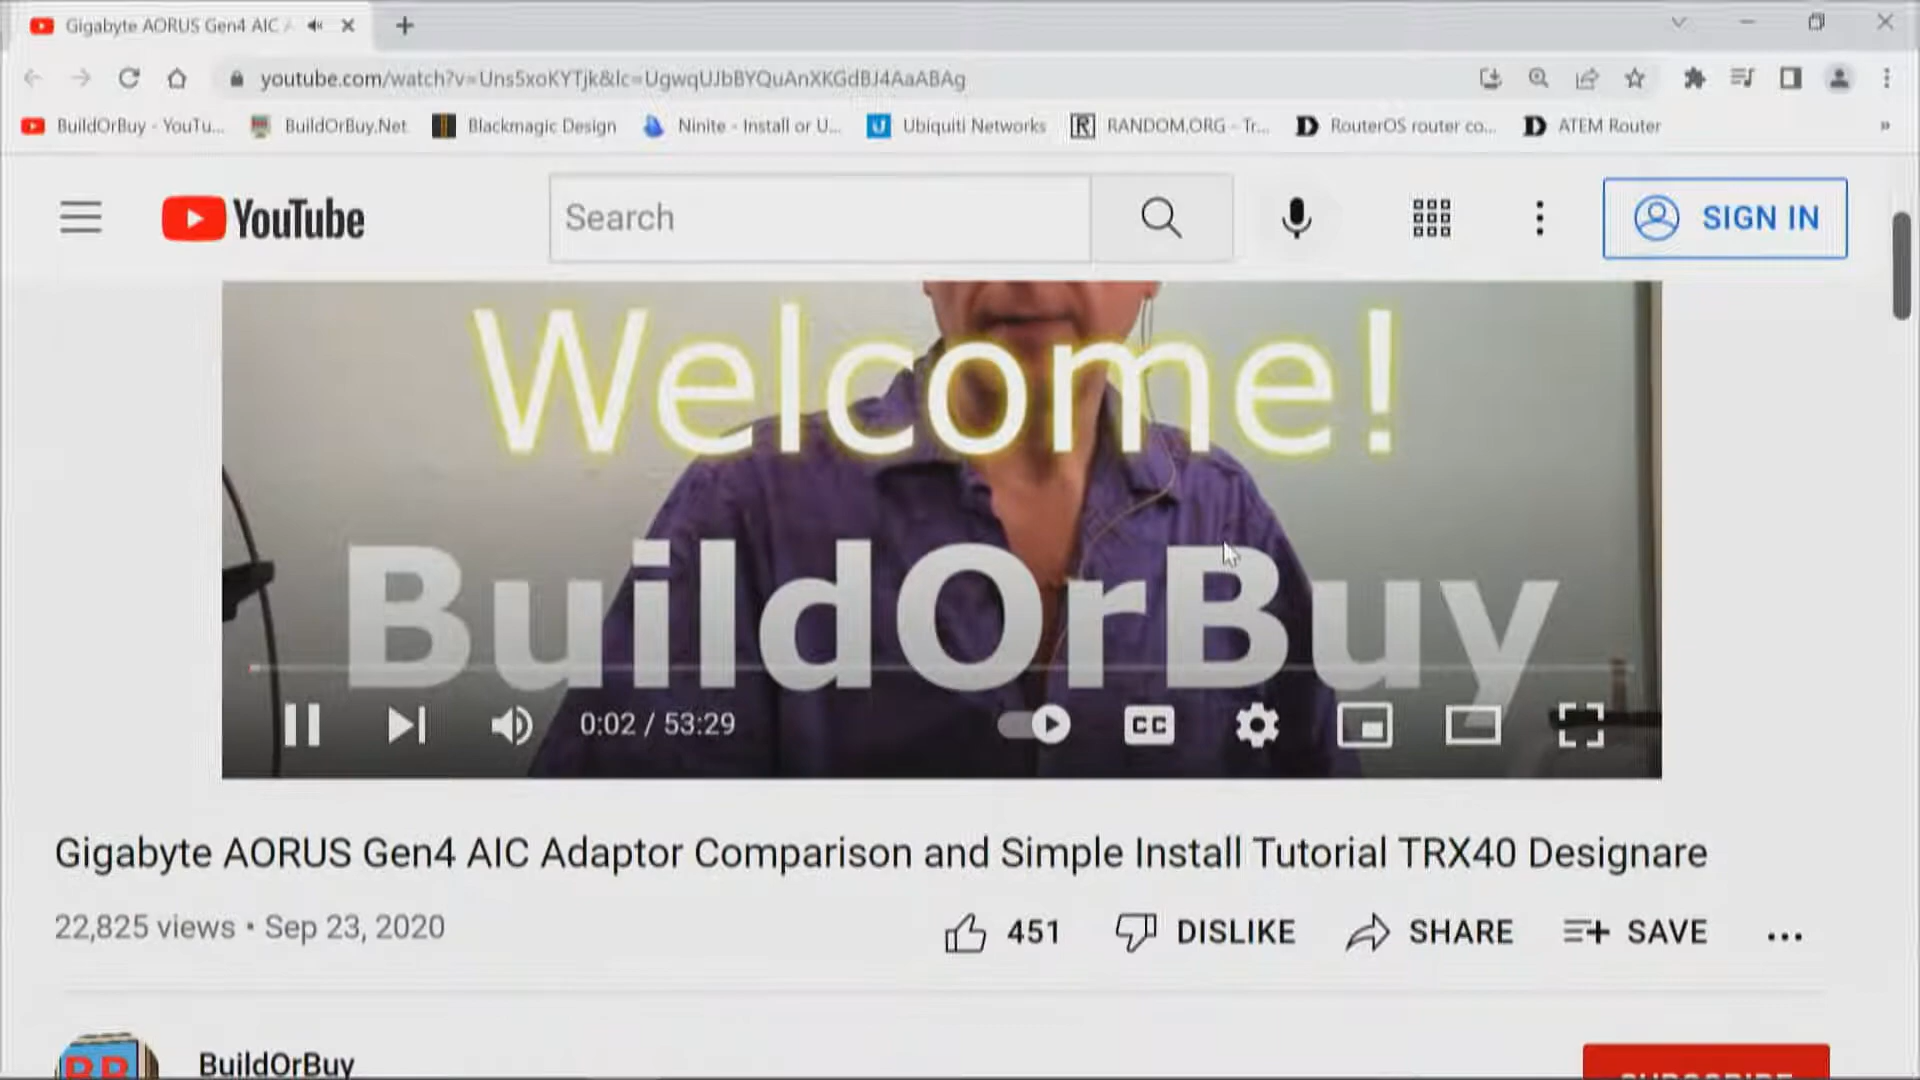 Gigabyte AORUS Gen4 AIC
youtube.com/watch?v=Uns5xoKYTjk&lc=UgwqUJbBYQuAnXKGdBJ4AaABAg
BuildOrBuy - YouTu... BuildOrBuy.Net Blackmagic Design Ninite - Install or U... Ubiquiti Networks RANDOM.ORG - Tr... RouterOS router co... ATEM Router
YouTube Search SIGN IN
Welcome!
BuildOrBuy
0:02 / 53:29 CC
Gigabyte AORUS Gen4 AIC Adaptor Comparison and Simple Install Tutorial TRX40 Designare
22,825 views • Sep 23, 2020 451 DISLIKE SHARE SAVE
BB BuildOrBuy
SUBSCRIBE